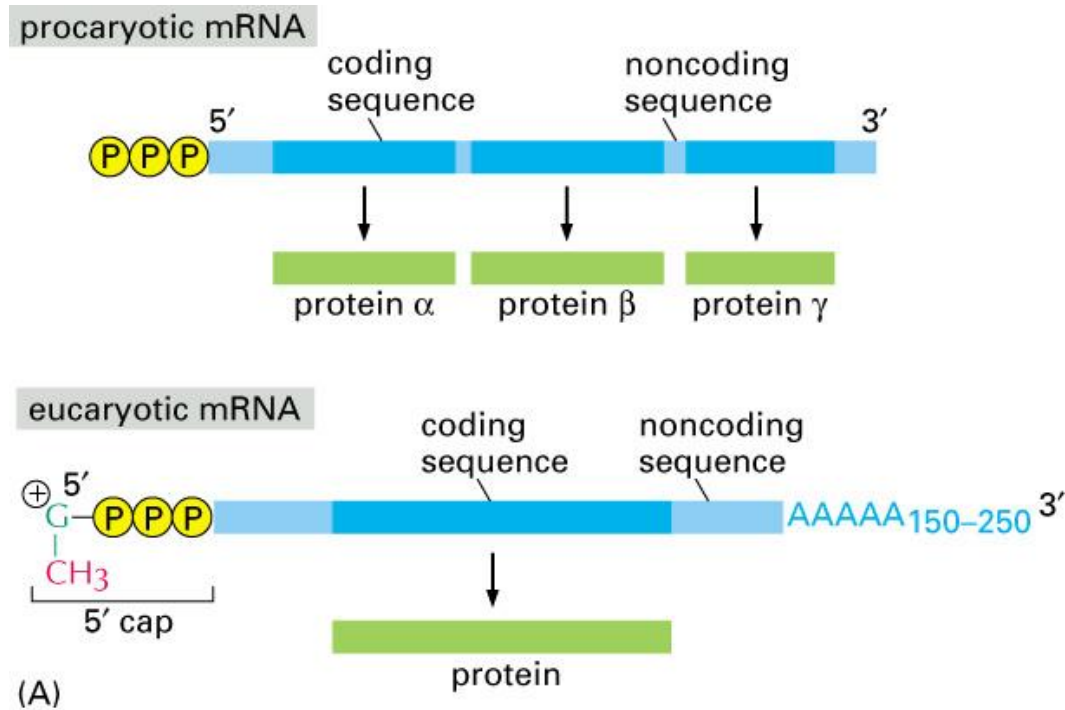 procaryotic mRNA
coding
sequence
noncoding
sequence
5′
3′
P P P
protein α
protein β
protein γ
eucaryotic mRNA
coding
sequence
noncoding
sequence
+
5′
G
P P P
AAAAA150–250
3′
CH3
5′ cap
protein
(A)